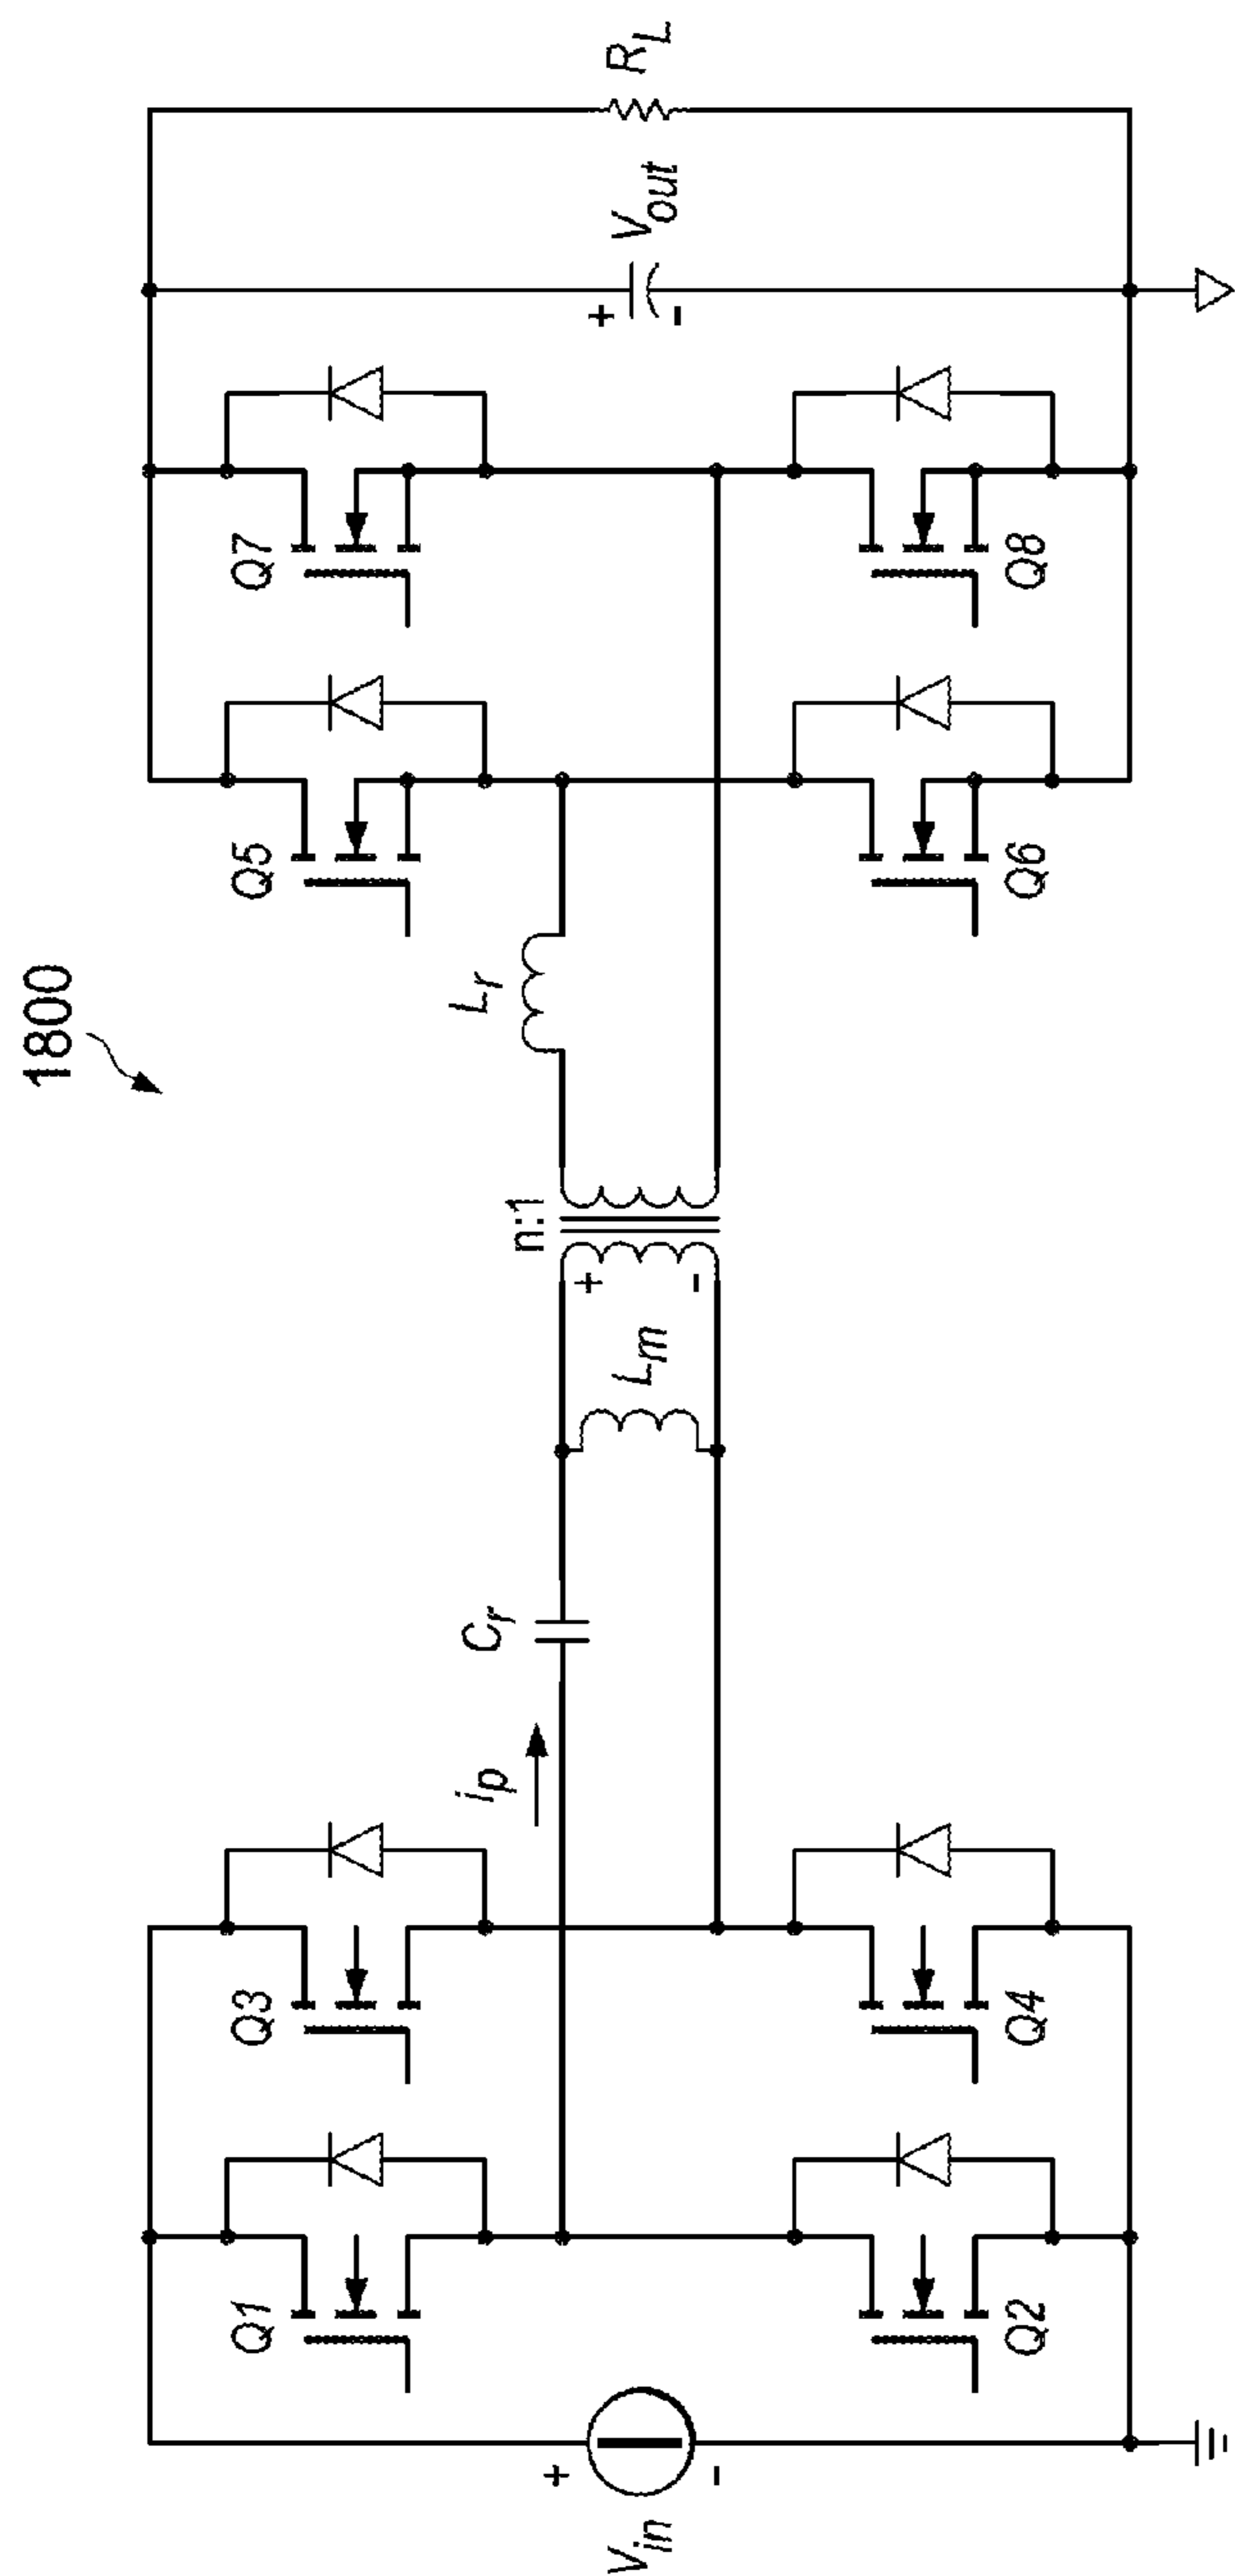 1800
n:1
V_in
+
-
Q1
Q2
Q3
Q4
i_p
C_r
L_m
+
-
L_r
Q5
Q6
Q7
Q8
+
-
V_out
R_L